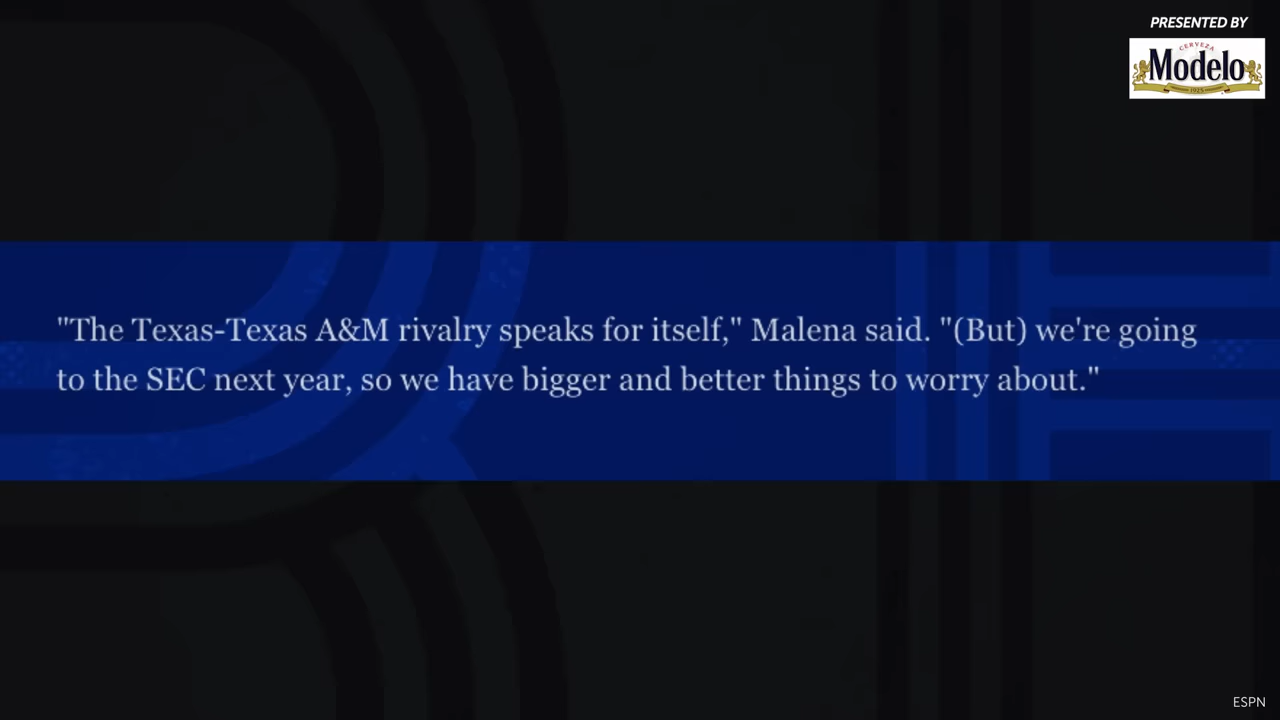 PRESENTED BY
CERVEZA
Modelo
1925
"The Texas-Texas A&M rivalry speaks for itself," Malena said. "(But) we're going
to the SEC next year, so we have bigger and better things to worry about."
ESPN